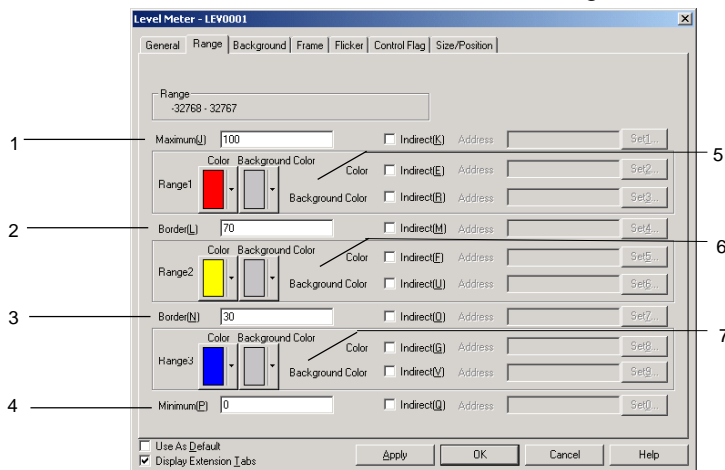 Level Meter - LEV0001
General Range Background Frame Flicker Control Flag Size/Position
Range
-32768 - 32767
1 Maximum(J) 100 Indirect(K) Address Set1...
5
Color Background Color Color Indirect(E) Address Set2...
Range1 Background Color Indirect(R) Address Set3...
2 Border(L) 70 Indirect(M) Address Set4...
6
Color Background Color Color Indirect(F) Address Set5...
Range2 Background Color Indirect(U) Address Set6...
3 Border(N) 30 Indirect(O) Address Set7...
7
Color Background Color Color Indirect(G) Address Set8...
Range3 Background Color Indirect(V) Address Set9...
4 Minimum(P) 0 Indirect(Q) Address Set0...
Use As Default
Display Extension Tabs Apply OK Cancel Help